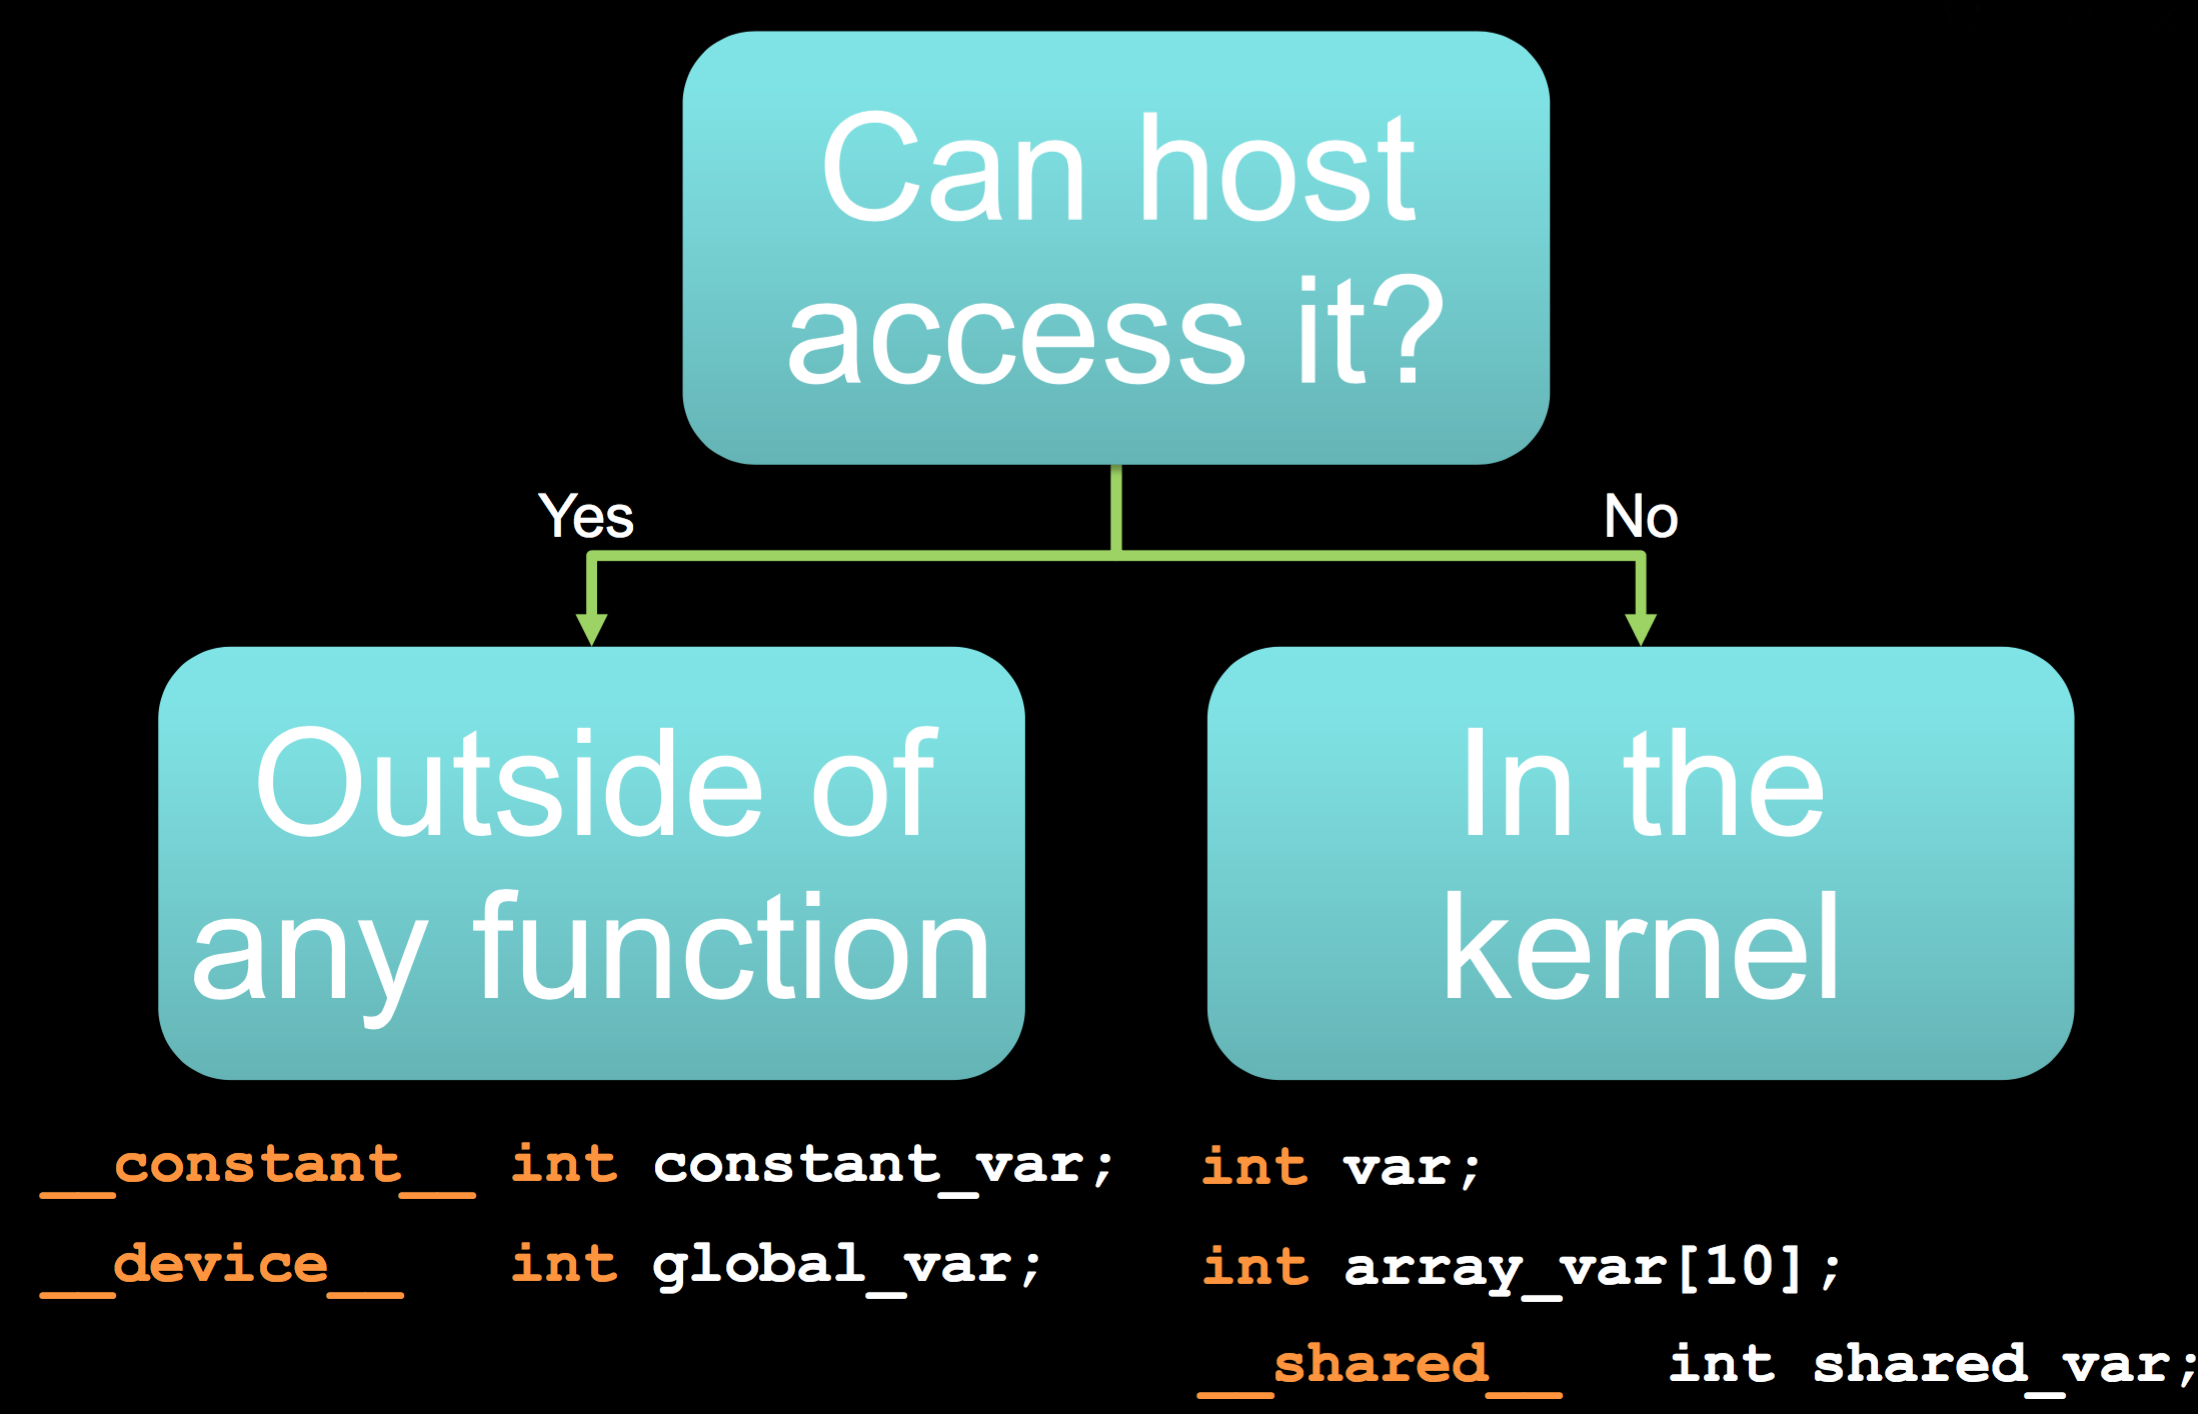 Can host
access it?
Yes
No
Outside of
any function
In the
kernel
__constant__ int constant_var;
__device__ int global_var;
int var;
int array_var[10];
__shared__ int shared_var;